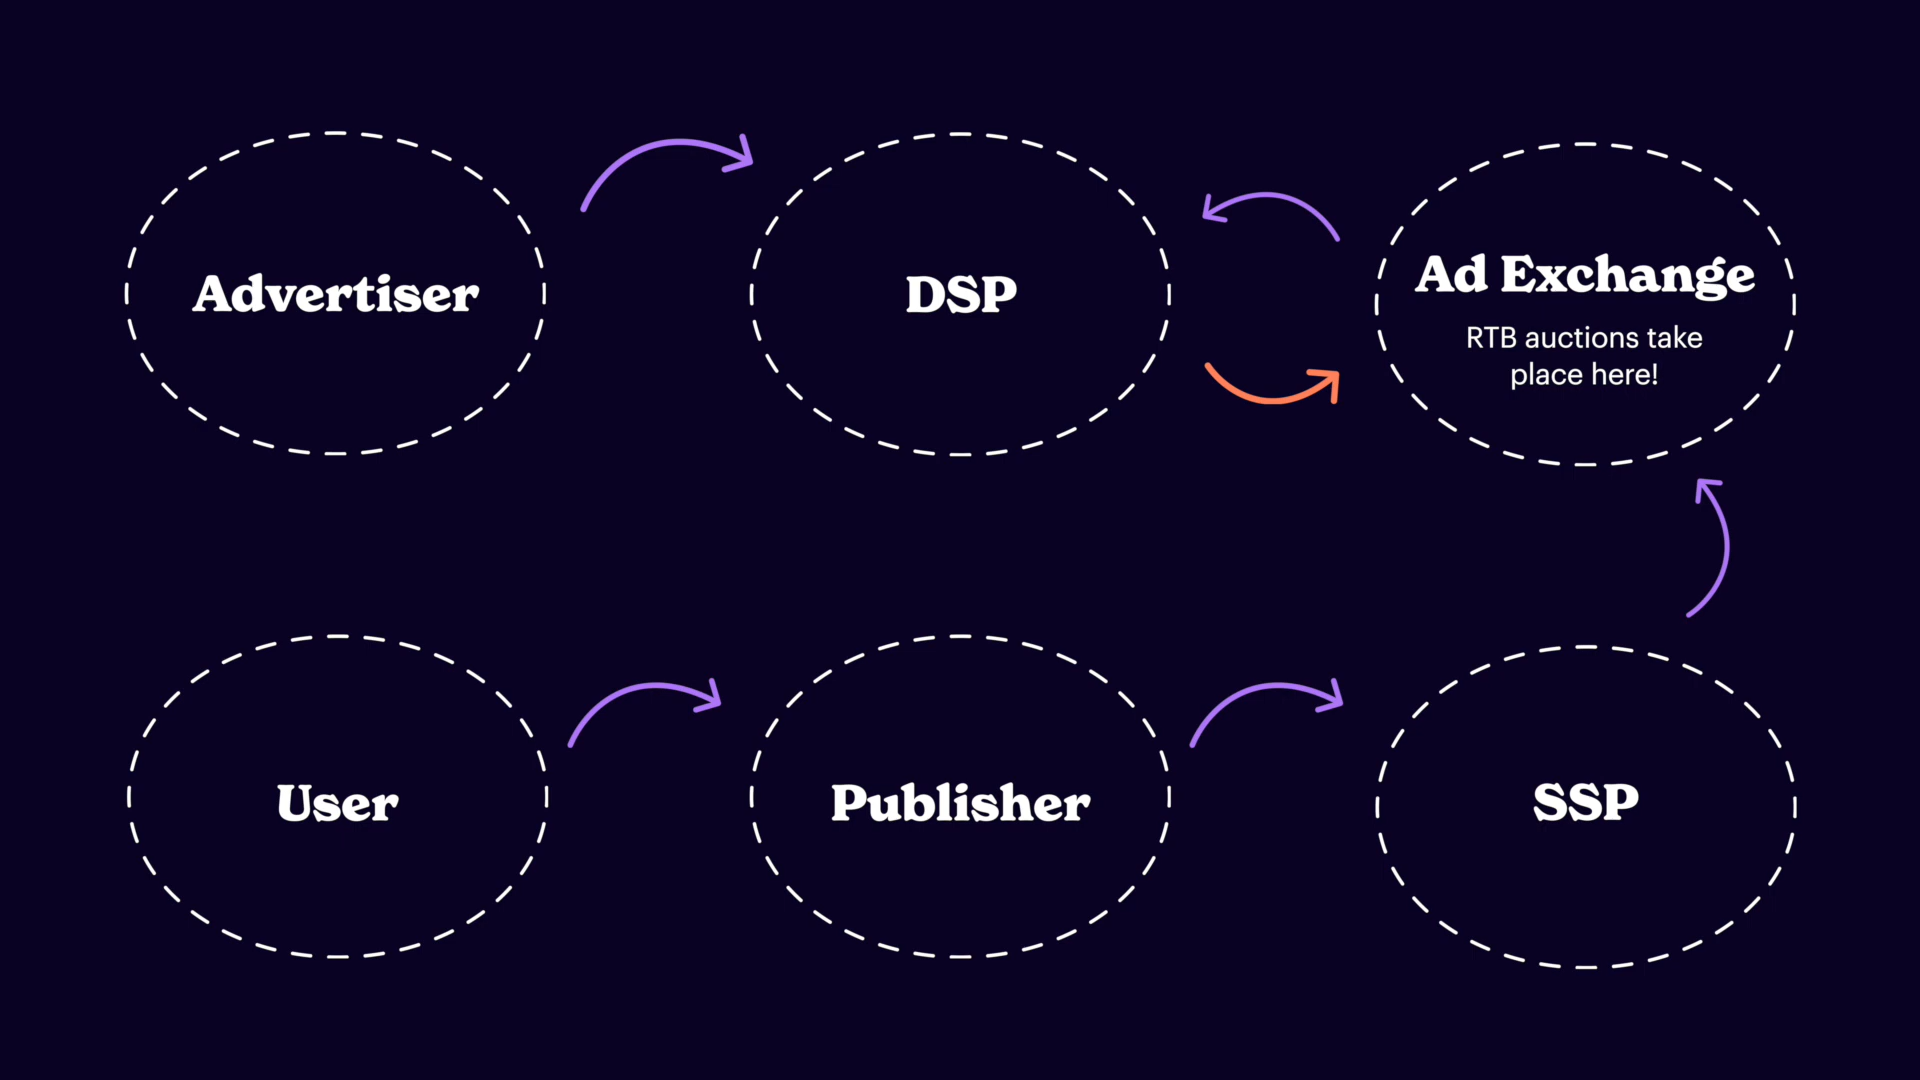 Advertiser
DSP
Ad Exchange
RTB auctions take
place here!
User
Publisher
SSP